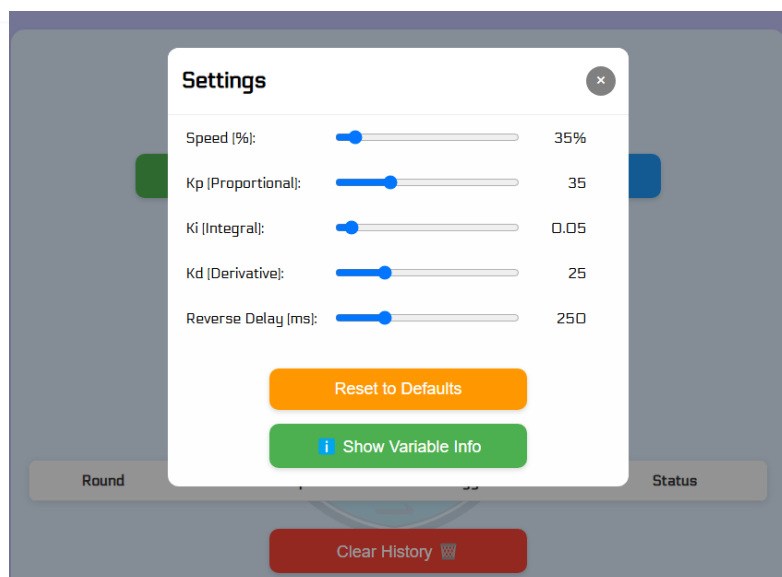 Settings
×
Speed (%): 35%
Kp (Proportional): 35
Ki (Integral): 0.05
Kd (Derivative): 25
Reverse Delay (ms): 250
Reset to Defaults
i Show Variable Info
Round Status
Clear History